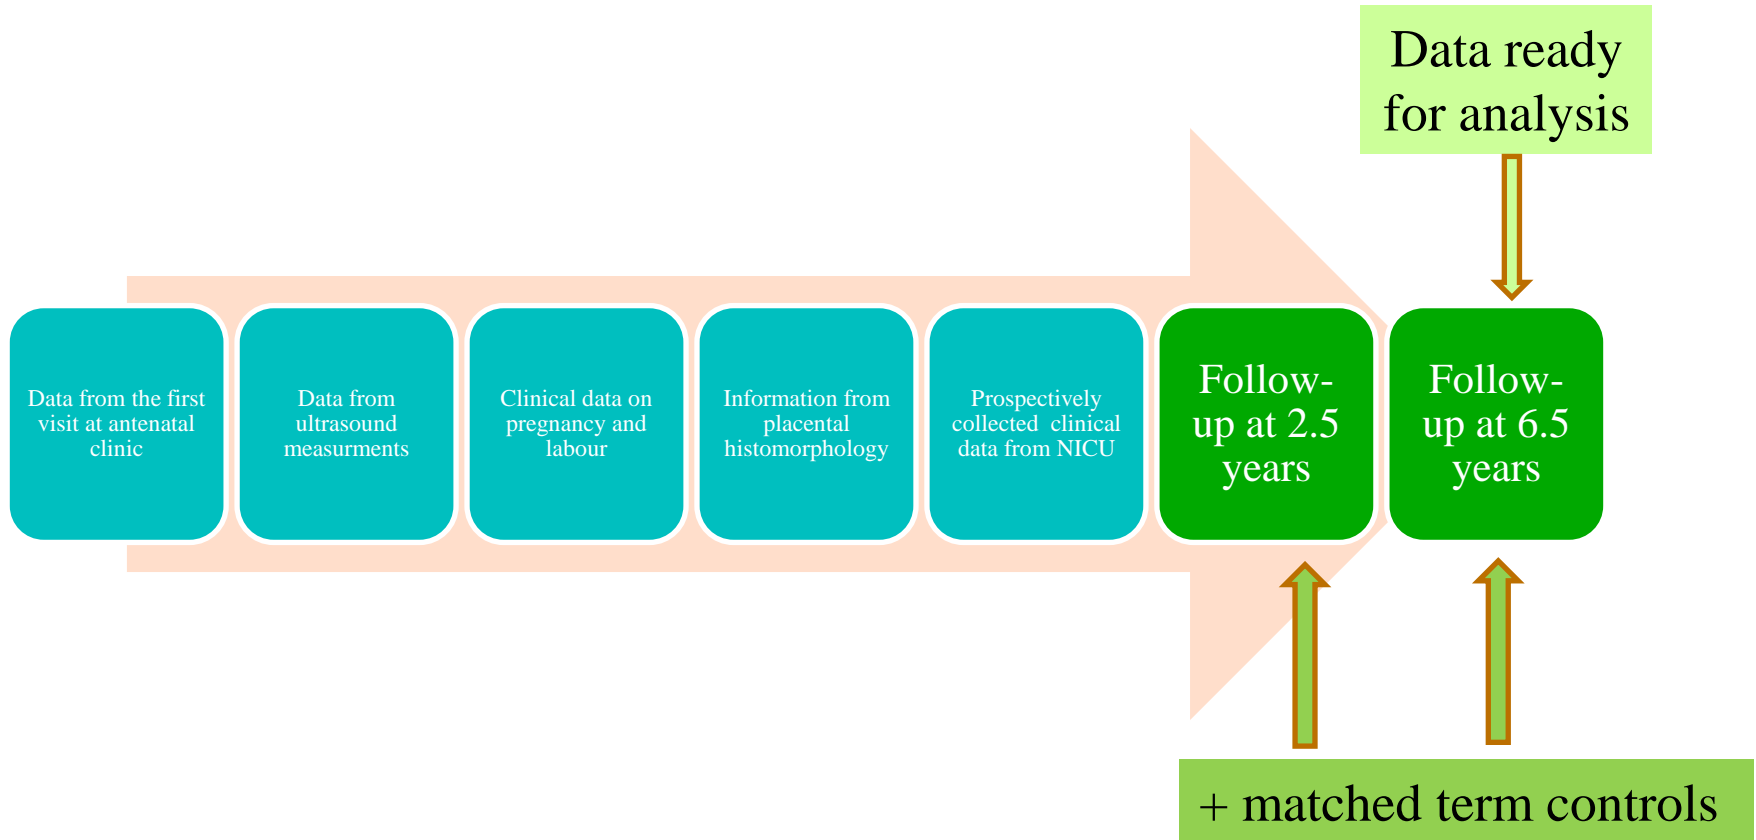 Data ready
for analysis
Data from the first
visit at antenatal
clinic
Data from
ultrasound
measurments
Clinical data on
pregnancy and
labour
Information from
placental
histomorphology
Prospectively
collected clinical
data from NICU
Follow-
up at 2.5
years
Follow-
up at 6.5
years
+ matched term controls